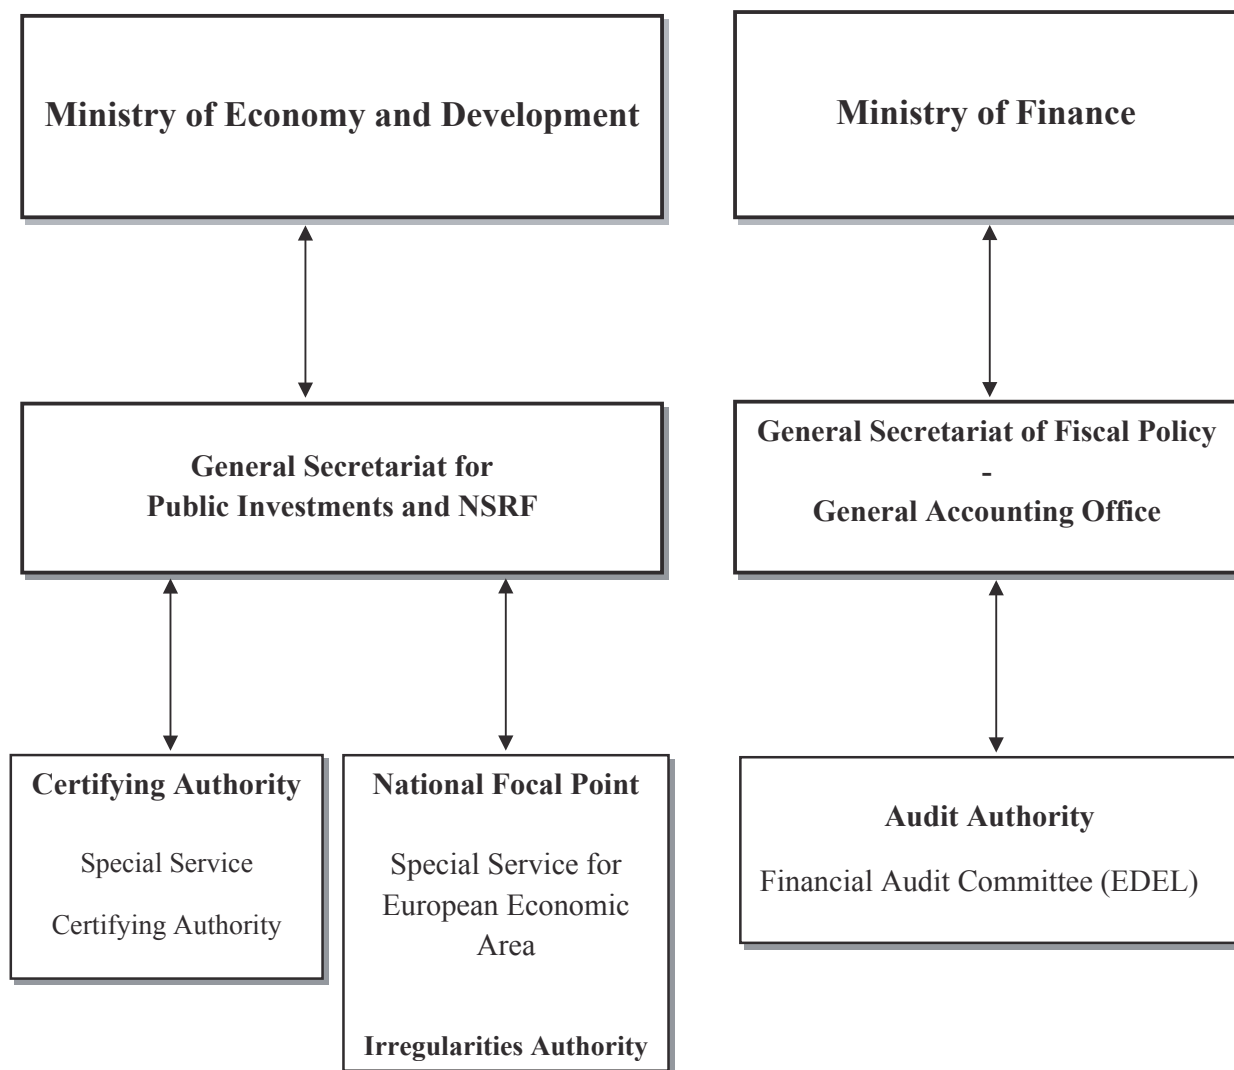 Ministry of Economy and Development
Ministry of Finance
General Secretariat for
Public Investments and NSRF
General Secretariat of Fiscal Policy
-
General Accounting Office
Certifying Authority
Special Service
Certifying Authority
National Focal Point
Special Service for
European Economic
Area
Irregularities Authority
Audit Authority
Financial Audit Committee (EDEL)